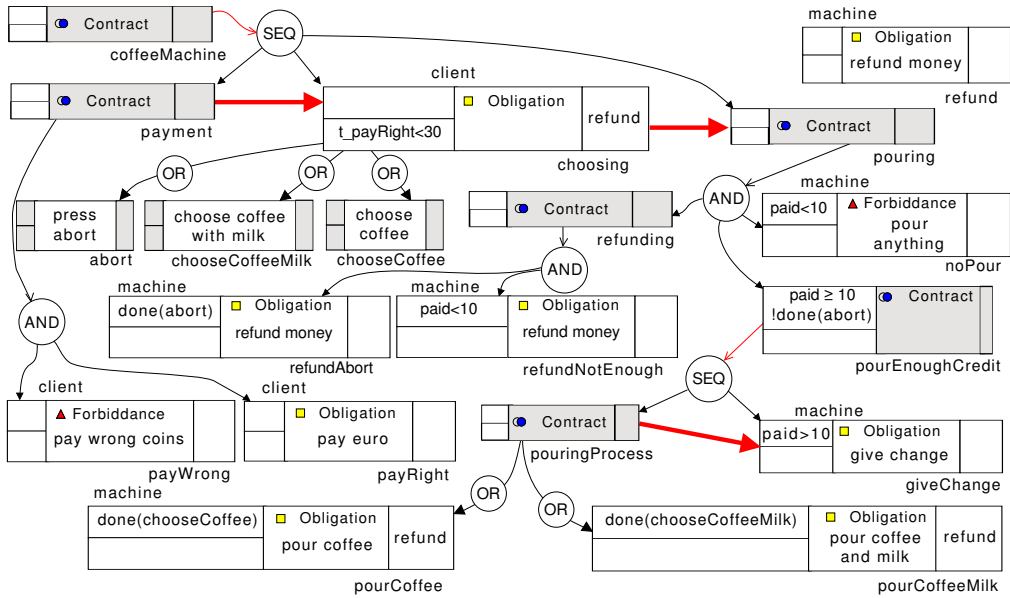 Contract
coffeeMachine
SEQ
machine
Obligation
refund money
refund
Contract
payment
client
Obligation
t_payRight<30
refund
choosing
Contract
pouring
OR
OR
OR
press
abort
abort
choose coffee
with milk
chooseCoffeeMilk
choose
coffee
chooseCoffee
Contract
refunding
AND
machine
paid<10
Forbiddance
pour
anything
noPour
AND
machine
done(abort)
Obligation
refund money
refundAbort
machine
paid<10
Obligation
refund money
refundNotEnough
paid ≥ 10
!done(abort)
Contract
pourEnoughCredit
AND
SEQ
client
Forbiddance
pay wrong coins
payWrong
client
Obligation
pay euro
payRight
Contract
pouringProcess
machine
paid>10
Obligation
give change
giveChange
OR
OR
machine
done(chooseCoffee)
Obligation
pour coffee
refund
pourCoffee
machine
done(chooseCoffeeMilk)
Obligation
pour coffee
and milk
refund
pourCoffeeMilk